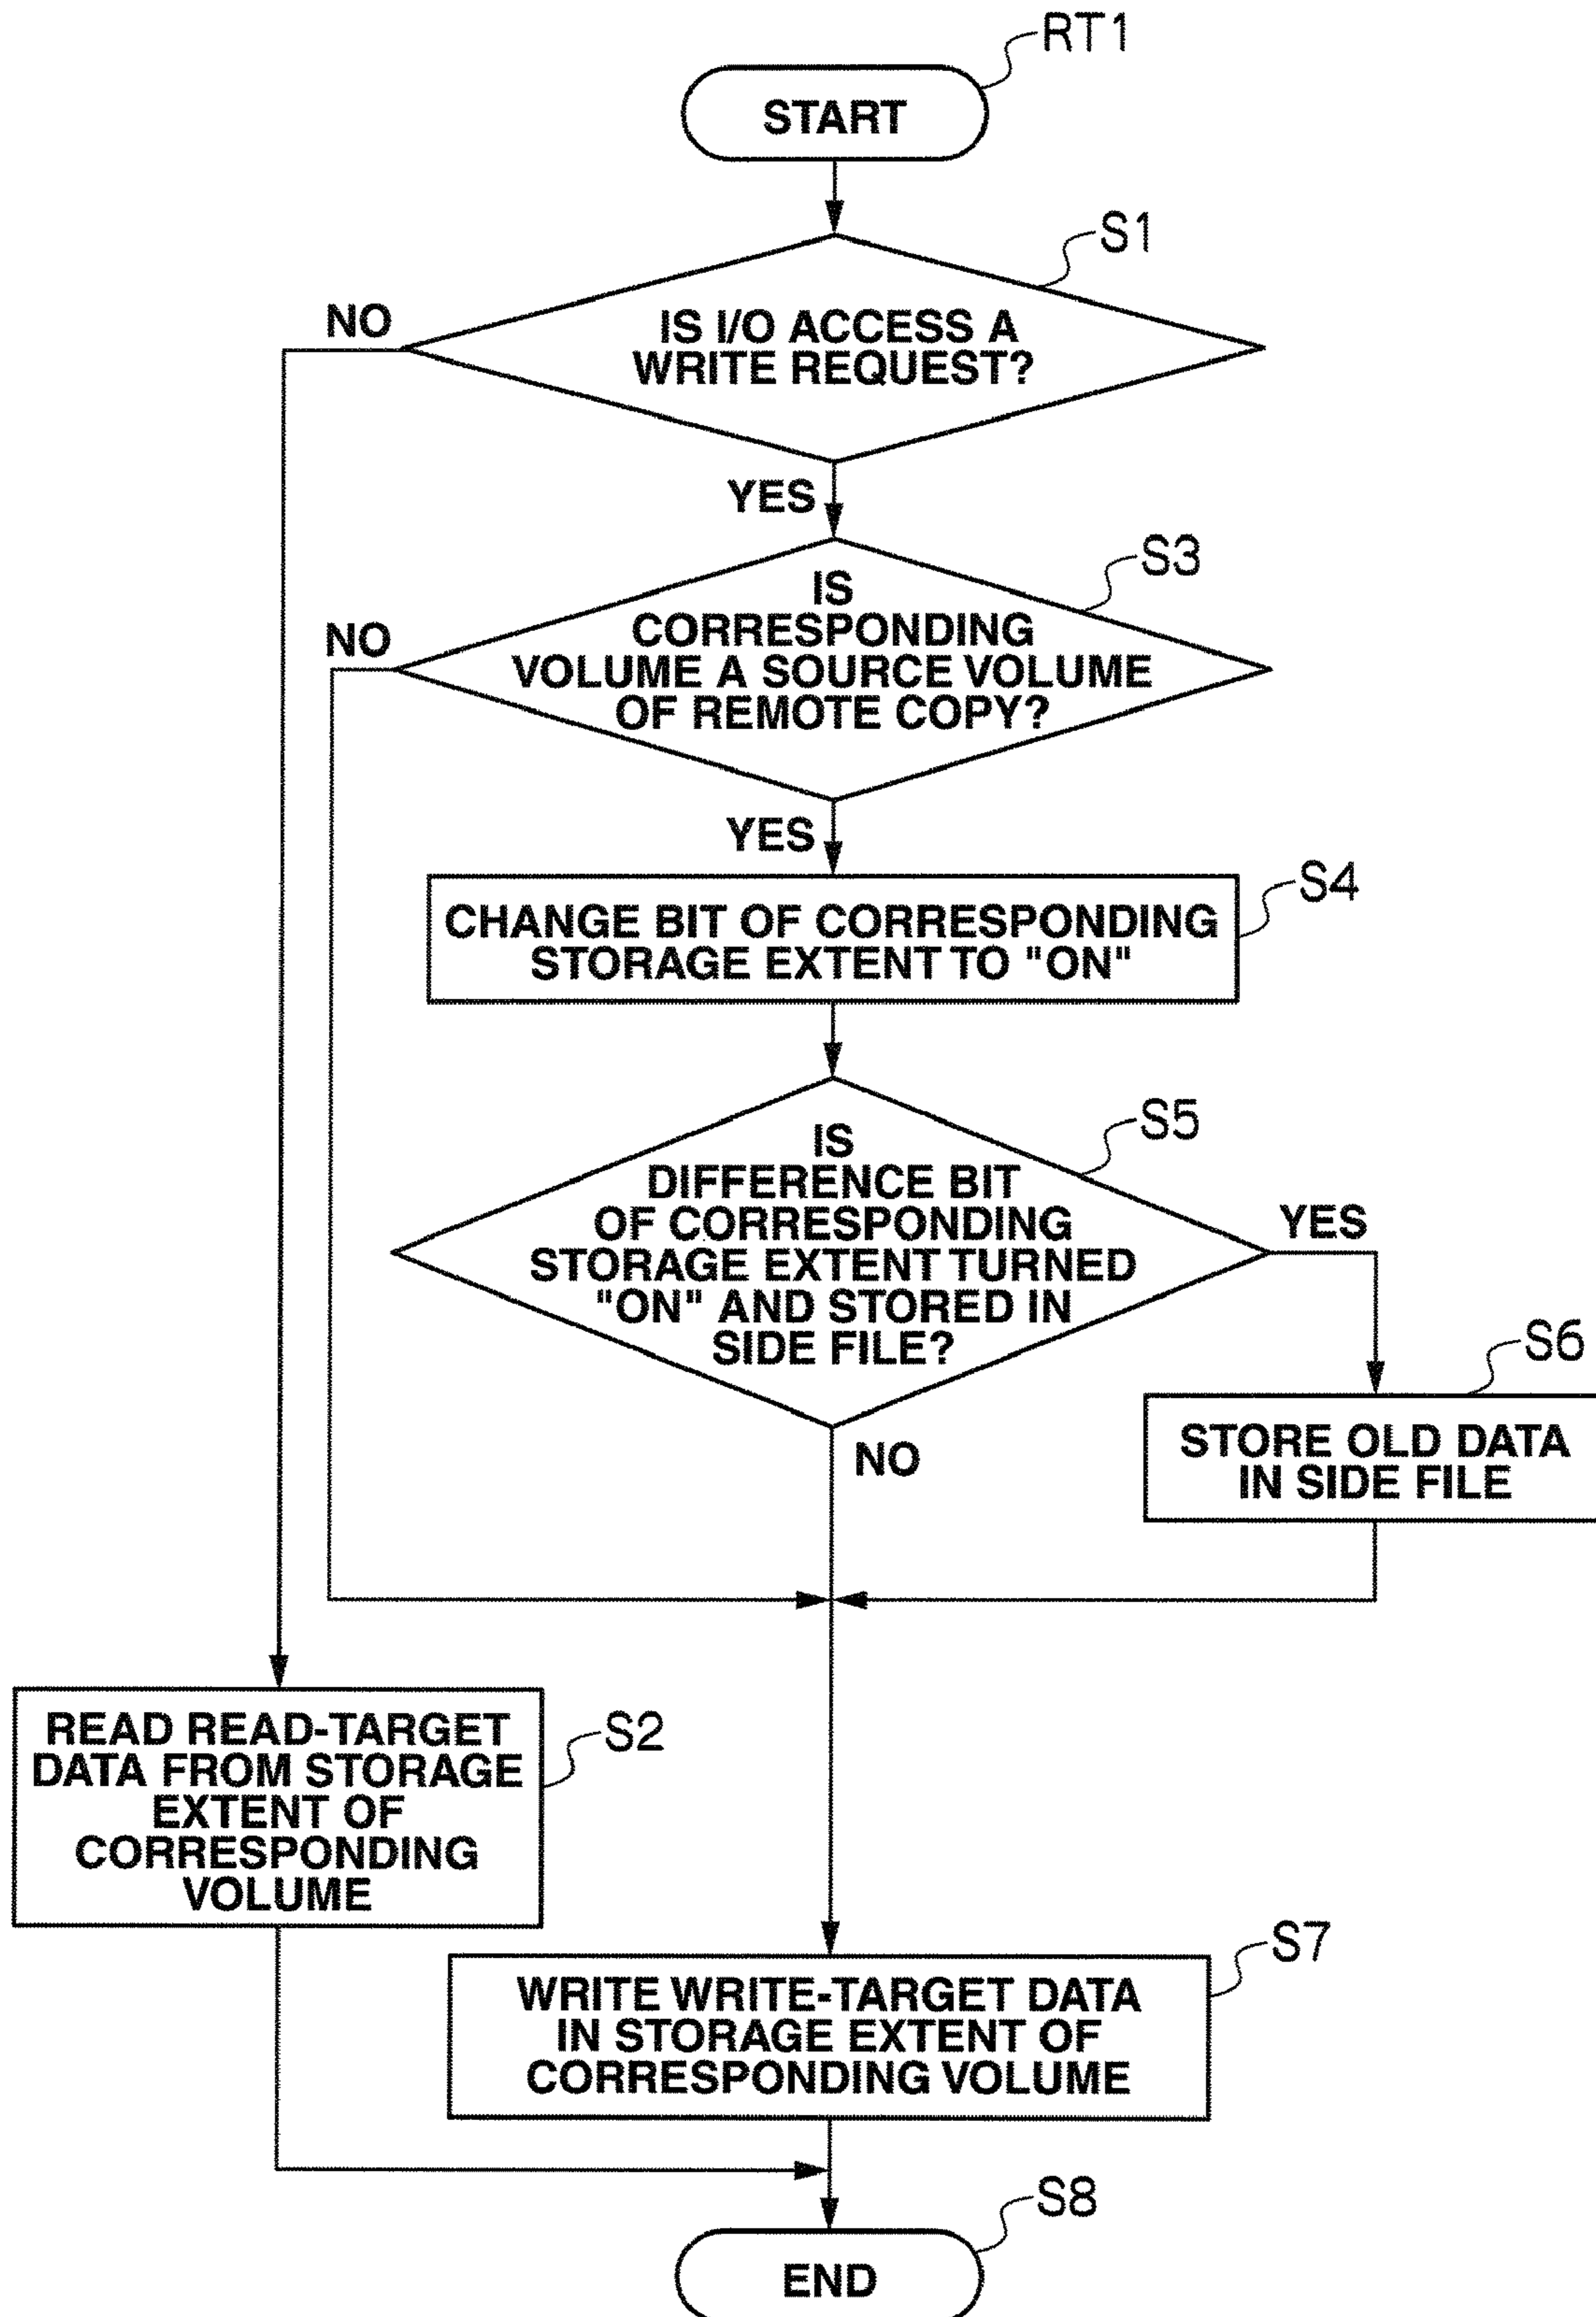 RT1
START
S1
NO
IS I/O ACCESS A
WRITE REQUEST?
YES
S3
NO
IS
CORRESPONDING
VOLUME A SOURCE VOLUME
OF REMOTE COPY?
YES
S4
CHANGE BIT OF CORRESPONDING
STORAGE EXTENT TO "ON"
S5
IS
DIFFERENCE BIT
OF CORRESPONDING
STORAGE EXTENT TURNED
"ON" AND STORED IN
SIDE FILE?
YES
S6
NO
STORE OLD DATA
IN SIDE FILE
S2
READ READ-TARGET
DATA FROM STORAGE
EXTENT OF
CORRESPONDING
VOLUME
S7
WRITE WRITE-TARGET DATA
IN STORAGE EXTENT OF
CORRESPONDING VOLUME
S8
END